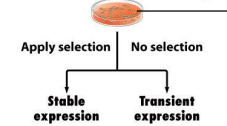 Apply selection No selection
Stable Transient
expression expression